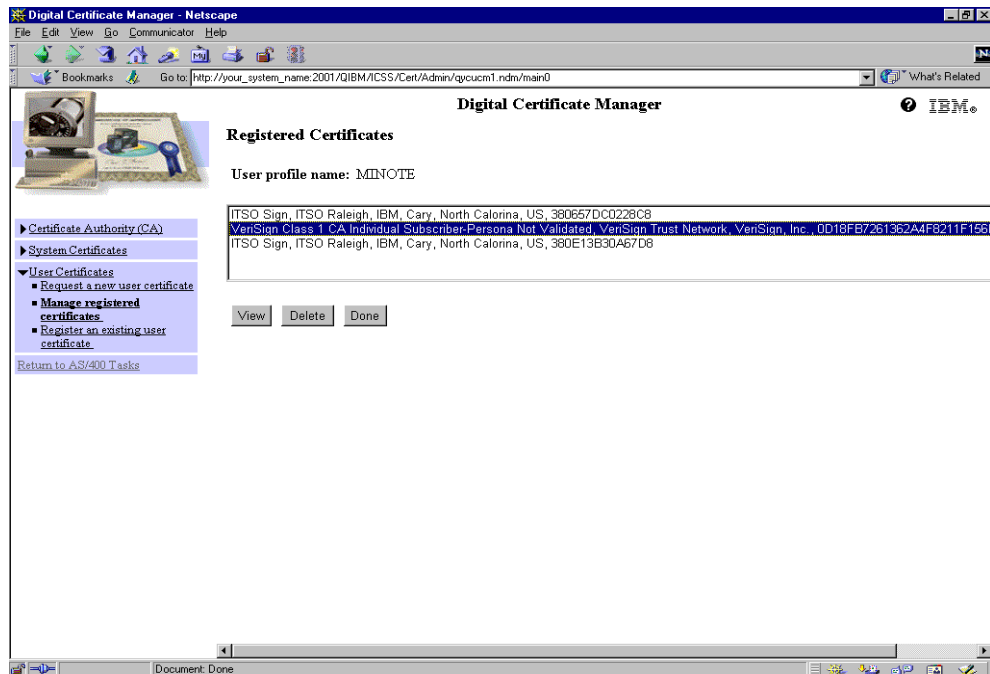 Digital Certificate Manager - Netscape
File Edit View Go Communicator Help
My
N
Bookmarks Go to: http://your_system_name:2001/QIBM/ICSS/Cert/Admin/qycucm1.ndm/main0 What's Related
Digital Certificate Manager
? IBM®
Registered Certificates
User profile name: MINOTE
ITSO Sign, ITSO Raleigh, IBM, Cary, North Calorina, US, 380657DC0228C8
VeriSign Class 1 CA Individual Subscriber-Persona Not Validated, VeriSign Trust Network, VeriSign, Inc., 0D18FB7261362A4F8211F156
ITSO Sign, ITSO Raleigh, IBM, Cary, North Calorina, US, 380E13B30A67D8
View Delete Done
Certificate Authority (CA)
System Certificates
User Certificates
Request a new user certificate
Manage registered
certificates
Register an existing user
certificate
Return to AS/400 Tasks
Document: Done